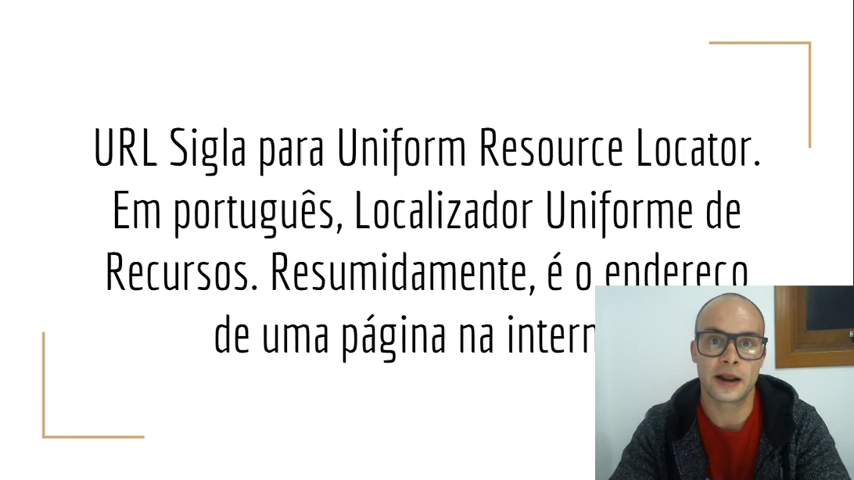 URL Sigla para Uniform Resource Locator.
Em português, Localizador Uniforme de
Recursos. Resumidamente, é o endereço
de uma página na